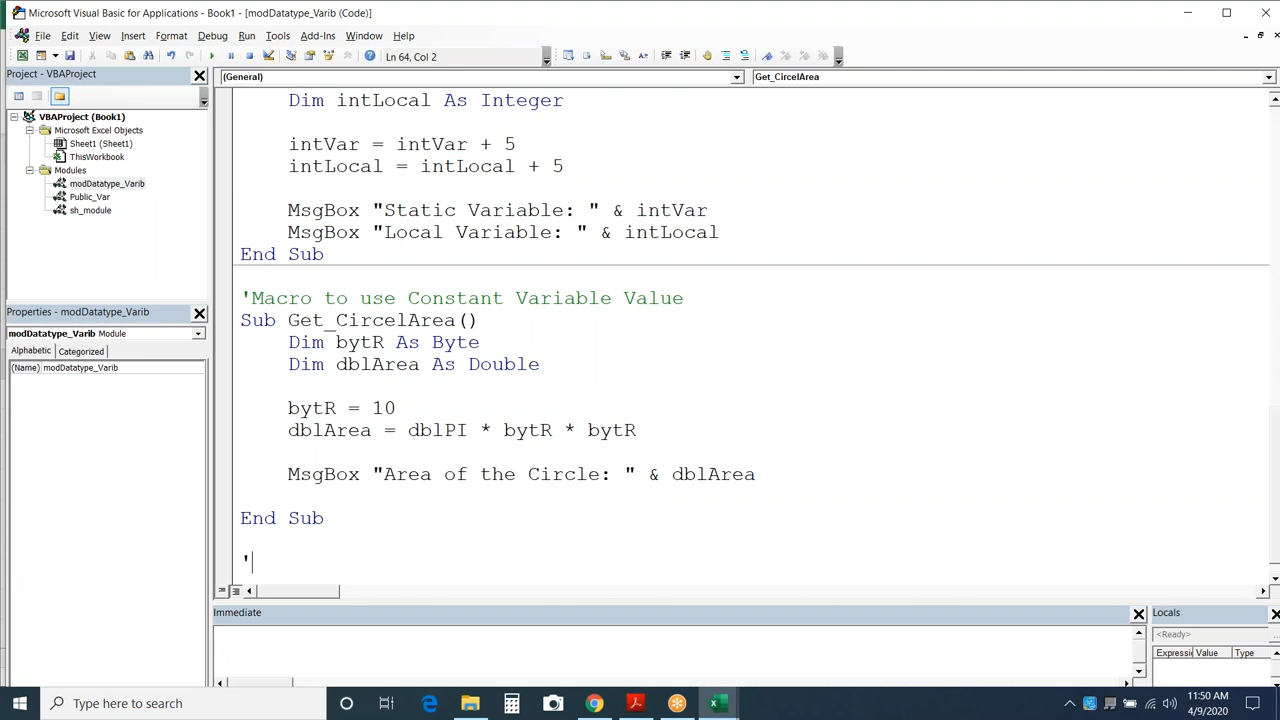 Microsoft Visual Basic for Applications - Book1 - [modDatatype_Varib (Code)]
File Edit View Insert Format Debug Run Tools Add-Ins Window Help
Ln 64, Col 2
Project - VBAProject
VBAProject (Book1)
Microsoft Excel Objects
Sheet1 (Sheet1)
ThisWorkbook
Modules
modDatatype_Varib
Public_Var
sh_module
Properties - modDatatype_Varib
modDatatype_Varib Module
Alphabetic Categorized
(Name) modDatatype_Varib
(General) Get_CircelArea
Dim intLocal As Integer
intVar = intVar + 5
intLocal = intLocal + 5
MsgBox "Static Variable: " & intVar
MsgBox "Local Variable: " & intLocal
End Sub
'Macro to use Constant Variable Value
Sub Get_CircelArea()
Dim bytR As Byte
Dim dblArea As Double
bytR = 10
dblArea = dblPI * bytR * bytR
MsgBox "Area of the Circle: " & dblArea
End Sub
'
Immediate
Locals
<Ready>
Expressi Value Type
Type here to search
11:50 AM
4/9/2020